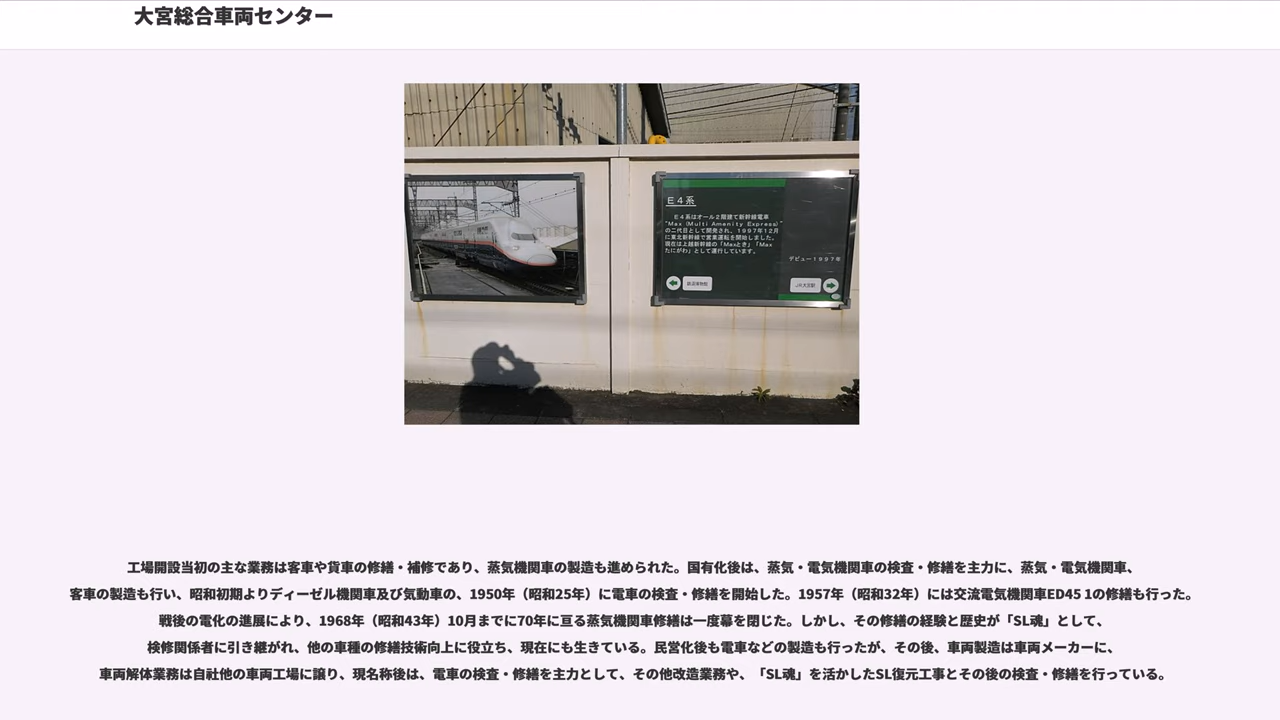 大宮総合車両センター
E4系
E4系はオール2階建て新幹線電車
"Max (Multi Amenity Express)"
の二代目として開発され、1997年12月
に東北新幹線で営業運転を開始しました。
現在は上越新幹線の「Maxとき」「Max
たにがわ」として運行しています。
デビュー1997年
鉄道博物館
JR大宮駅
工場開設当初の主な業務は客車や貨車の修繕・補修であり、蒸気機関車の製造も進められた。国有化後は、蒸気・電気機関車の検査・修繕を主力に、蒸気・電気機関車、
客車の製造も行い、昭和初期よりディーゼル機関車及び気動車の、1950年（昭和25年）に電車の検査・修繕を開始した。1957年（昭和32年）には交流電気機関車ED45 1の修繕も行った。
戦後の電化の進展により、1968年（昭和43年）10月までに70年に亘る蒸気機関車修繕は一度幕を閉じた。しかし、その修繕の経験と歴史が「SL魂」として、
検修関係者に引き継がれ、他の車種の修繕技術向上に役立ち、現在にも生きている。民営化後も電車などの製造も行ったが、その後、車両製造は車両メーカーに、
車両解体業務は自社他の車両工場に譲り、現名称後は、電車の検査・修繕を主力として、その他改造業務や、「SL魂」を活かしたSL復元工事とその後の検査・修繕を行っている。